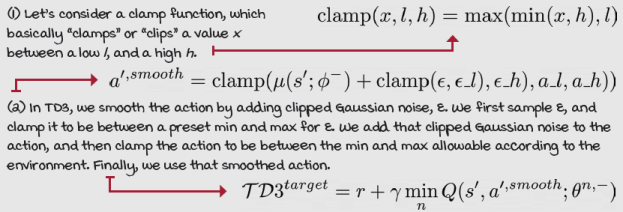 (1) Let's consider a clamp function, which
basically "clamps" or "clips" a value x
between a low l, and a high h.
clamp(x, l, h) = max(min(x, h), l)
a′,smooth = clamp(μ(s′; ϕ⁻) + clamp(ϵ, ϵ_l), ϵ_h), a_l, a_h))
(2) In TD3, we smooth the action by adding clipped Gaussian noise, ε. We first sample ε, and
clamp it to be between a preset min and max for ε. We add that clipped Gaussian noise to the
action, and then clamp the action to be between the min and max allowable according to the
environment. Finally, we use that smoothed action.
TD3target = r + γ min n Q(s′, a′,smooth; θn,−)